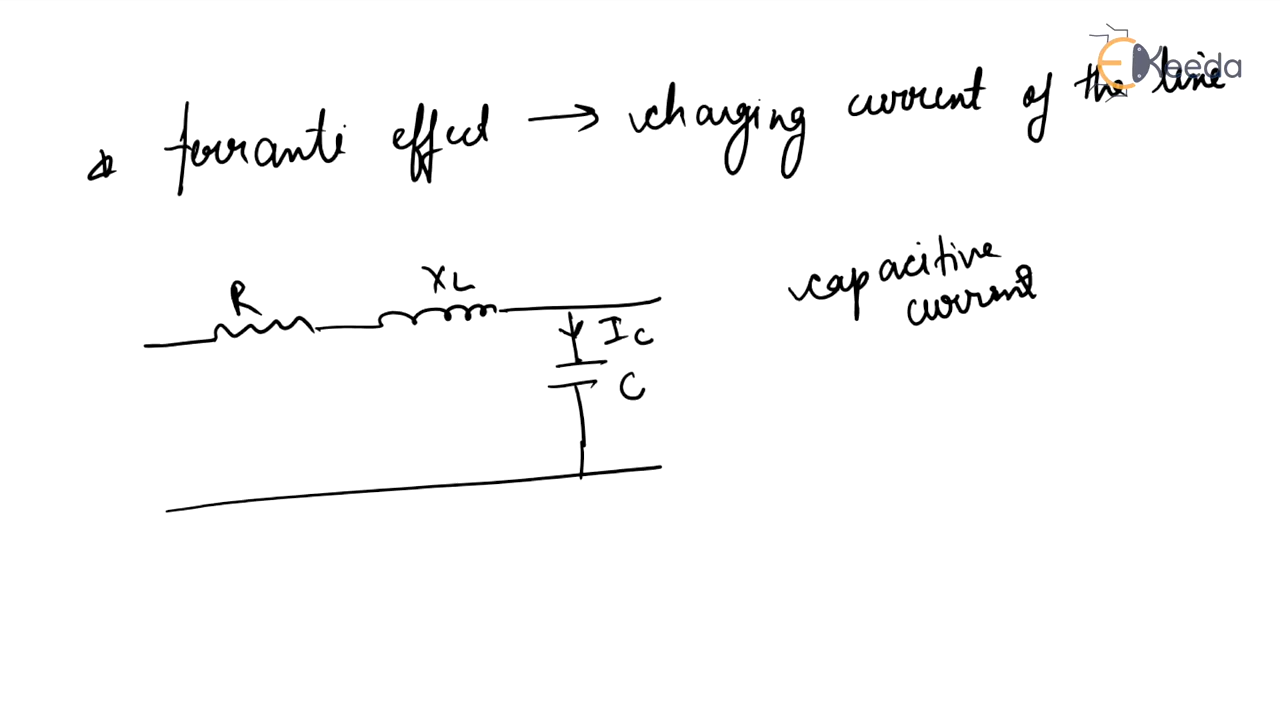 ferranti effect → charging current of the line
EKeeda
capacitive
current
R
XL
Ic
C